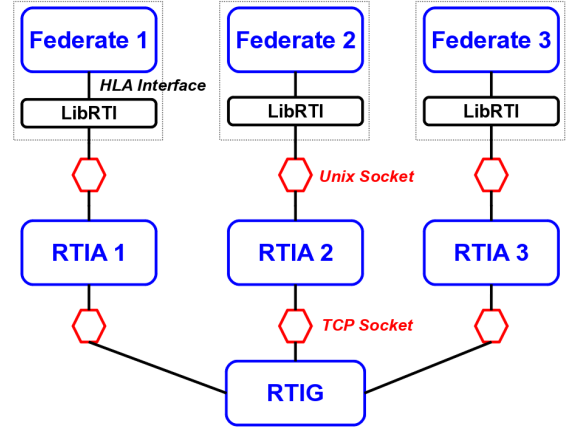 Federate 1
Federate 2
Federate 3
HLA Interface
LibRTI
LibRTI
LibRTI
Unix Socket
RTIA 1
RTIA 2
RTIA 3
TCP Socket
RTIG